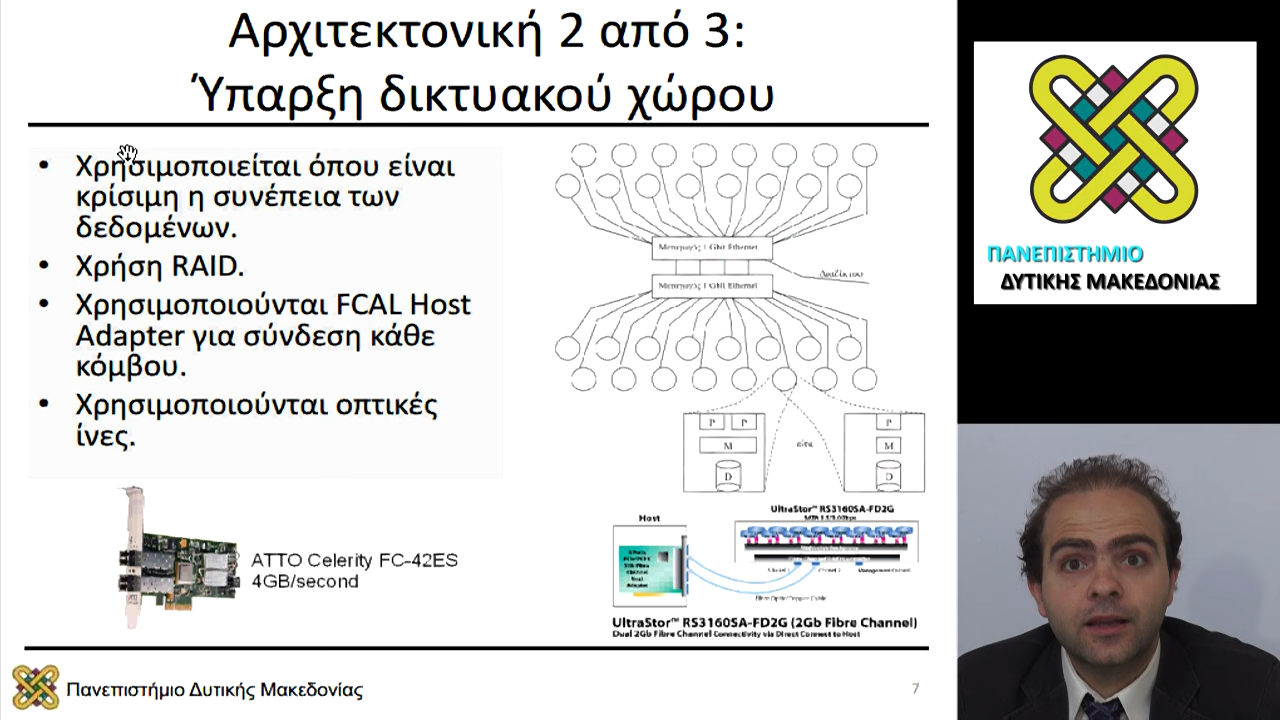 Αρχιτεκτονική 2 από 3:
Ύπαρξη δικτυακού χώρου
• Χρησιμοποιείται όπου είναι
κρίσιμη η συνέπεια των
δεδομένων.
• Χρήση RAID.
• Χρησιμοποιούνται FCAL Host
Adapter για σύνδεση κάθε
κόμβου.
• Χρησιμοποιούνται οπτικές
ίνες.
Ethernet
Ethernet
P P
M
D
είτε
P
M
D
ATTO Celerity FC-42ES
4GB/second
Host
UltraStor™ RS3160SA-FD2G
UltraStor™ RS3160SA-FD2G (2Gb Fibre Channel)
Dual 2Gb Fibre Channel Connectivity via Direct Connect to Host
Πανεπιστήμιο Δυτικής Μακεδονίας
7
ΠΑΝΕΠΙΣΤΗΜΙΟ
ΔΥΤΙΚΗΣ ΜΑΚΕΔΟΝΙΑΣ